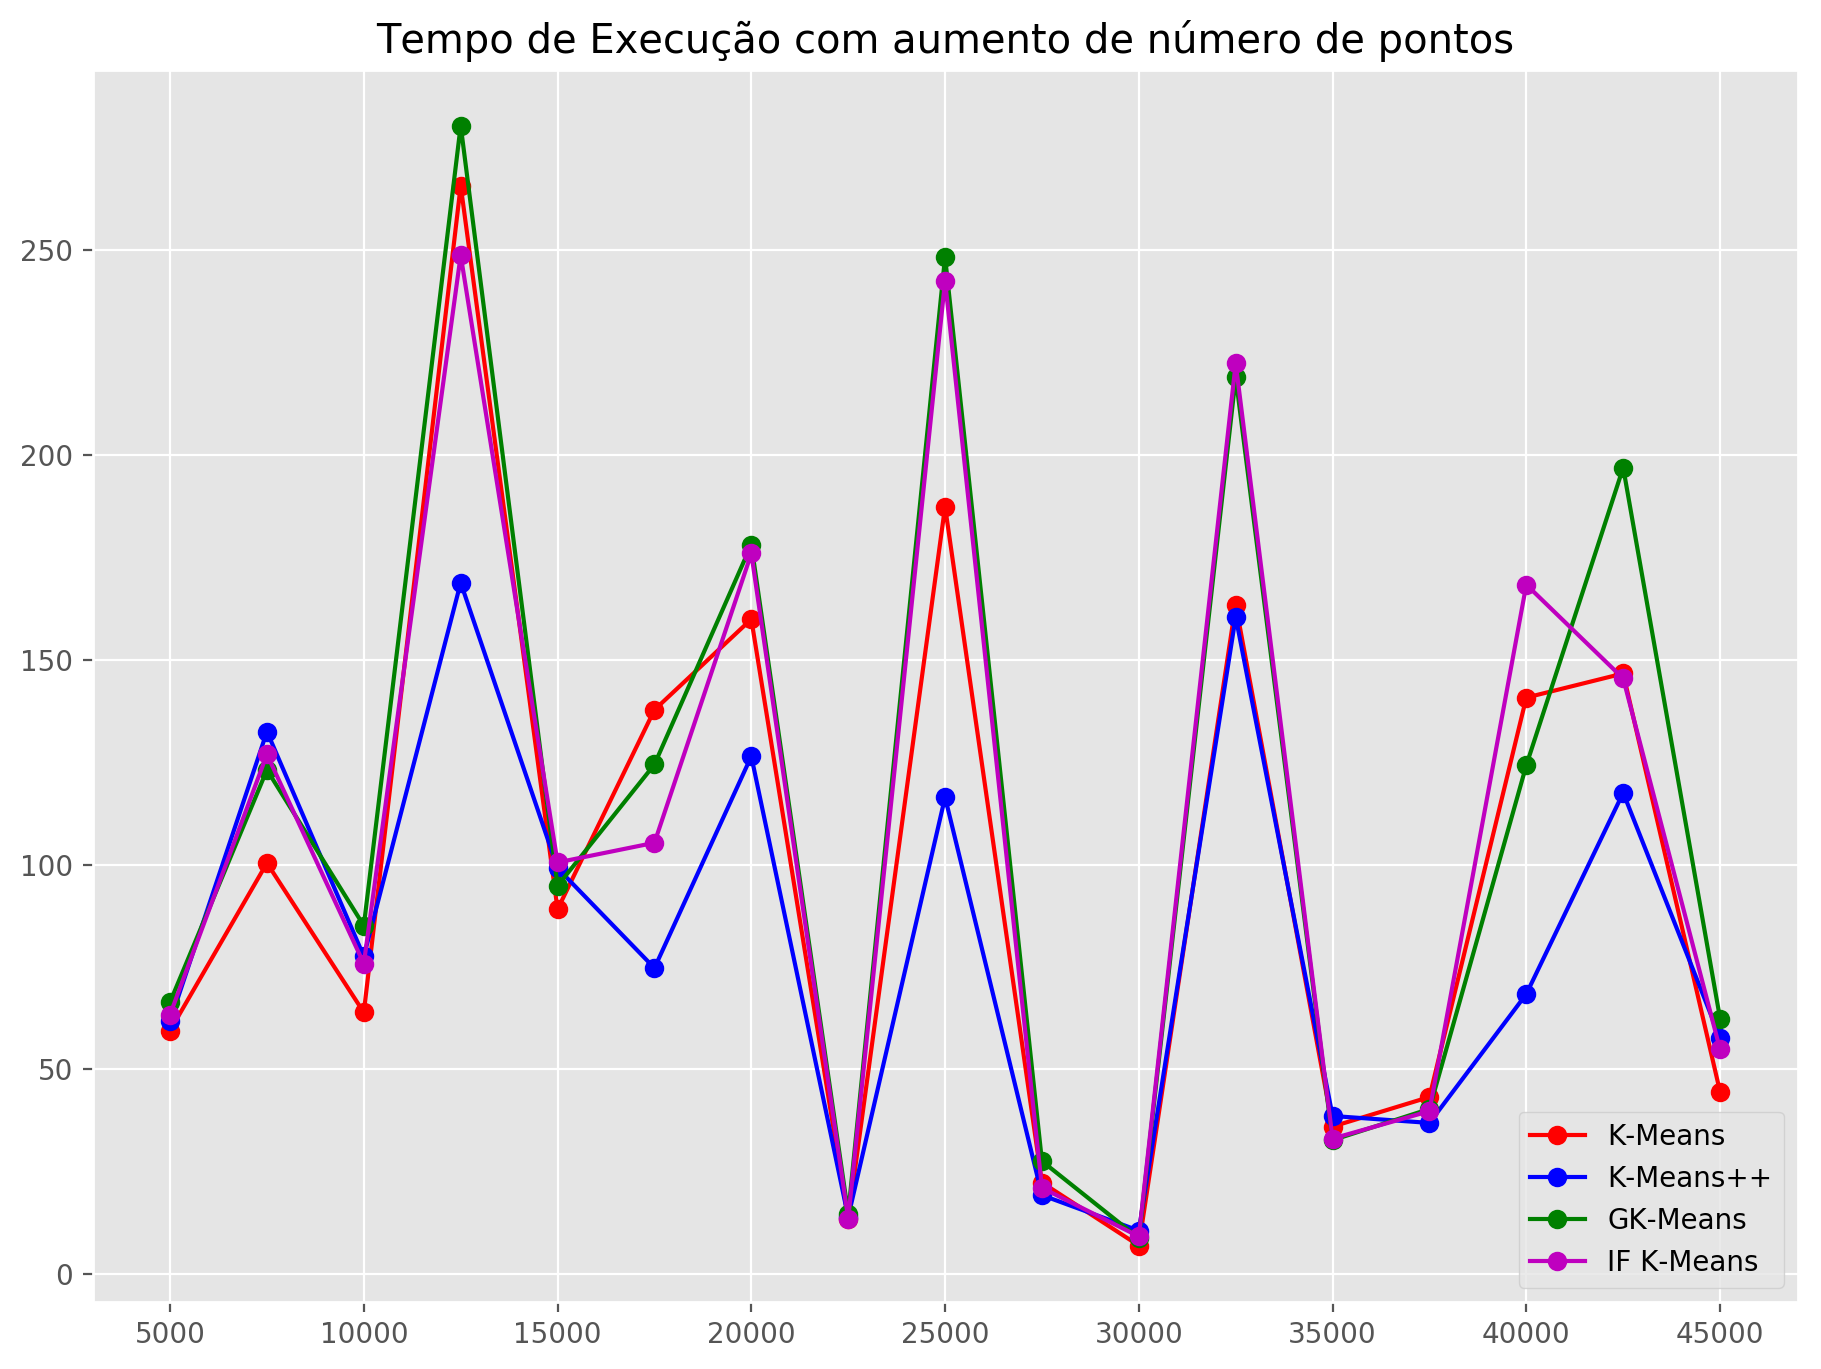 Tempo de Execução com aumento de número de pontos
250
200
150
100
50
0
5000 10000 15000 20000 25000 30000 35000 40000 45000
K-Means
K-Means++
GK-Means
IF K-Means